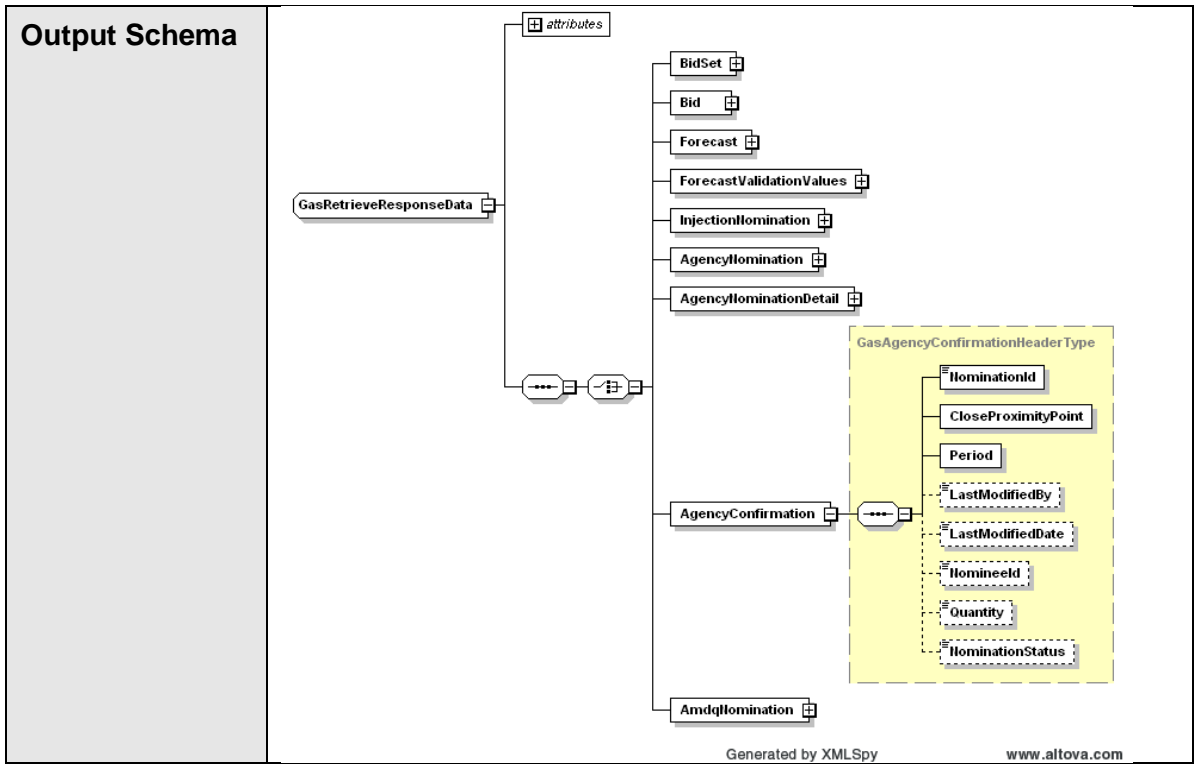 Output Schema
attributes
BidSet
Bid
Forecast
ForecastValidationValues
GasRetrieveResponseData
InjectionNomination
AgencyNomination
AgencyNominationDetail
GasAgencyConfirmationHeaderType
NominationId
CloseProximityPoint
Period
LastModifiedBy
AgencyConfirmation
LastModifiedDate
NomineeId
Quantity
NominationStatus
AmdqNomination
Generated by XMLSpy www.altova.com